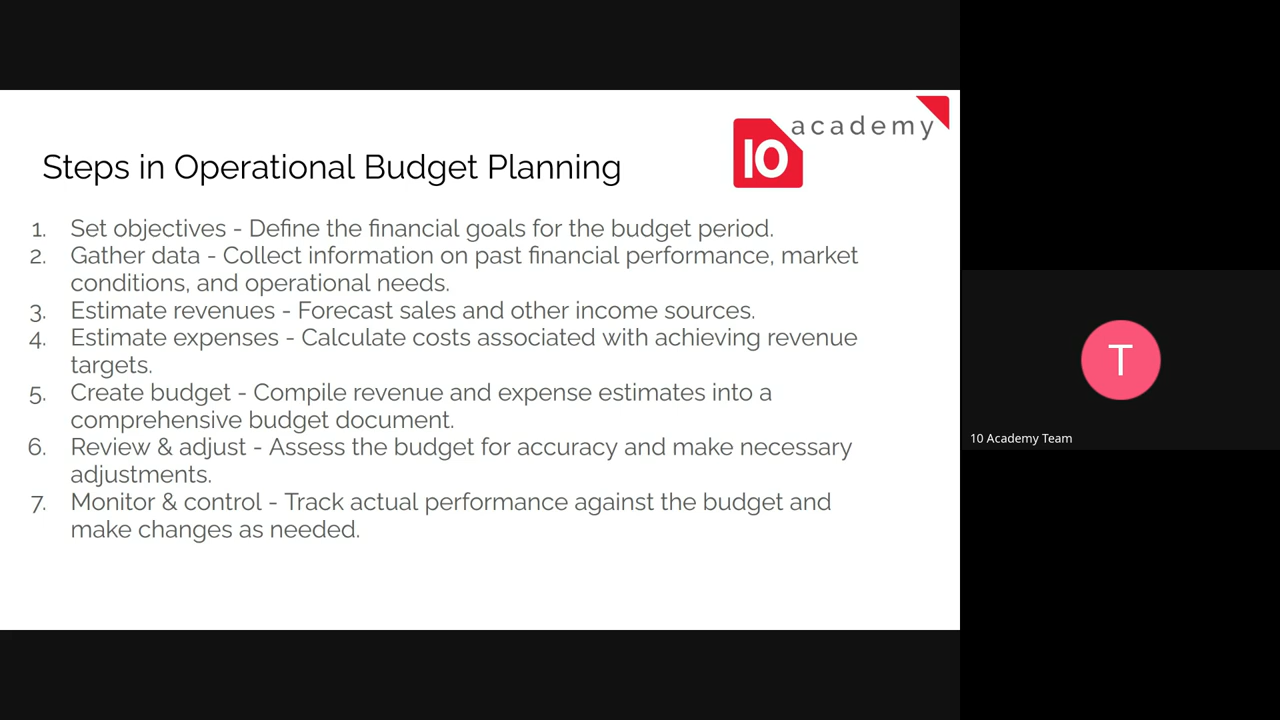 10 academy
Steps in Operational Budget Planning
1. Set objectives - Define the financial goals for the budget period.
2. Gather data - Collect information on past financial performance, market
conditions, and operational needs.
3. Estimate revenues - Forecast sales and other income sources.
4. Estimate expenses - Calculate costs associated with achieving revenue
targets.
5. Create budget - Compile revenue and expense estimates into a
comprehensive budget document.
6. Review & adjust - Assess the budget for accuracy and make necessary
adjustments.
7. Monitor & control - Track actual performance against the budget and
make changes as needed.
T
10 Academy Team